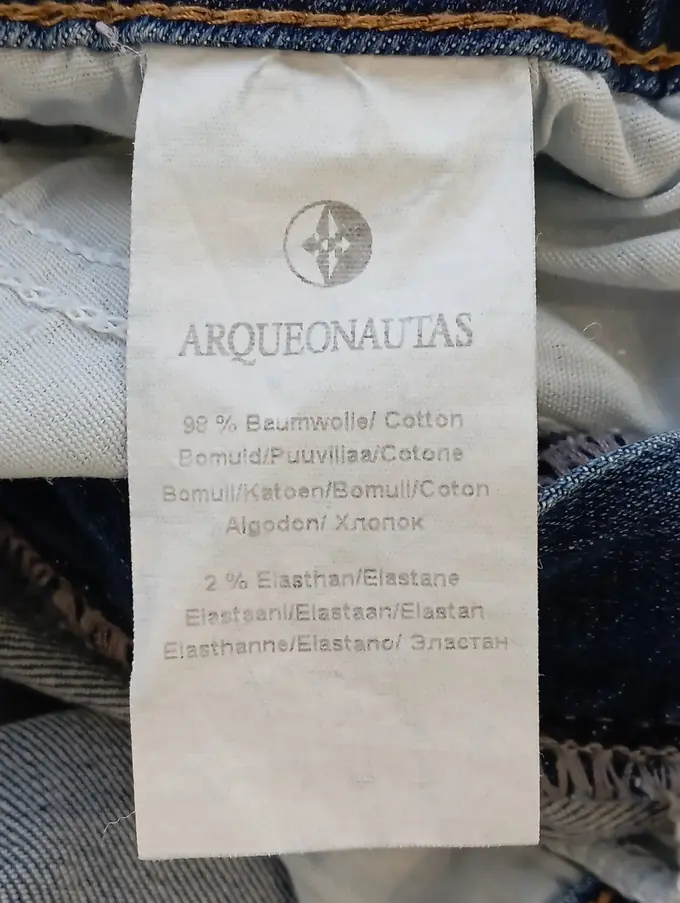 ARQUEONAUTAS
98 % Baumwolle/ Cotton
Bomuld/Puuvillaa/Cotone
Bomull/Katoen/Bomull/Coton
Algodon/ Хлопок
2 % Elasthan/Elastane
Elastaani/Elastaan/Elastan
Elasthanne/Elastano/ Эластан